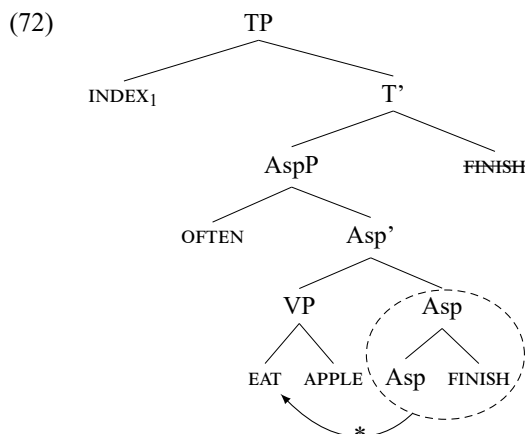 (72) TP
INDEX₁ T’
AspP FINISH
OFTEN Asp’
VP Asp
EAT APPLE Asp FINISH
*